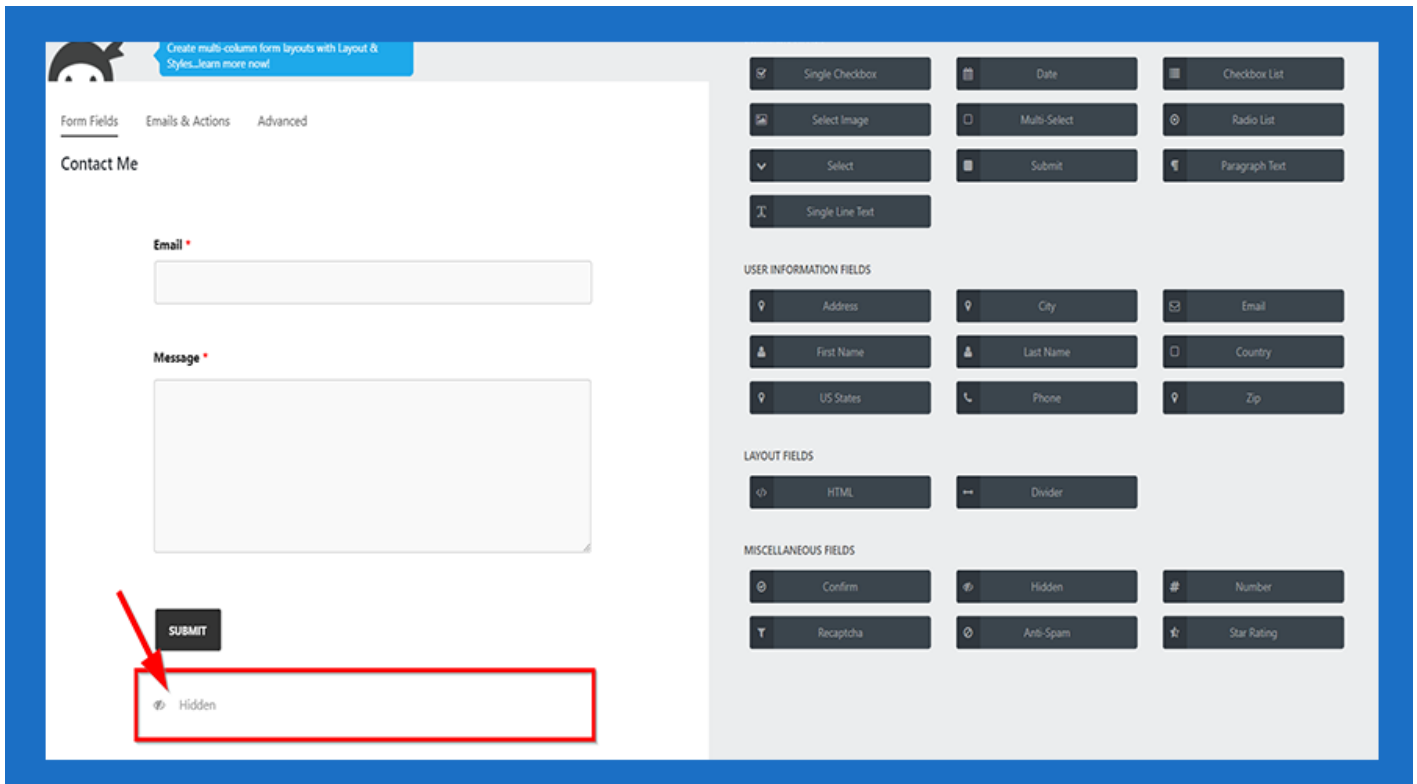 Create multi-column form layouts with Layout &
Styles...learn more now!
Form Fields Emails & Actions Advanced
Contact Me
Email *
Message *
SUBMIT
Hidden
Single Checkbox Date Checkbox List
Select Image Multi-Select Radio List
Select Submit Paragraph Text
Single Line Text
USER INFORMATION FIELDS
Address City Email
First Name Last Name Country
US States Phone Zip
LAYOUT FIELDS
HTML Divider
MISCELLANEOUS FIELDS
Confirm Hidden Number
Recaptcha Anti-Spam Star Rating